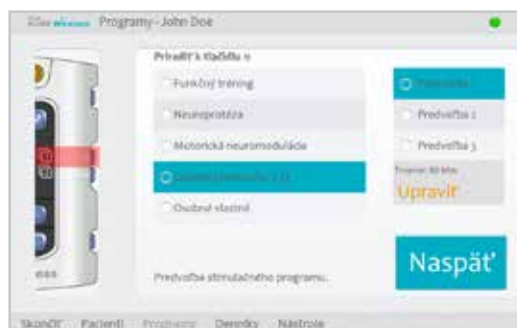 Wireless Programy - John Doe
Priradiť k tlačidlu
Funkčný tréning
Neuroprotéza
Motorická neuromodulácia
Osobné vlastné
Predvoľba stimulačného programu.
Predvoľba 2
Predvoľba 3
Upraviť
Naspäť
Skončiť Pacienti Programy Denníky Nástroje